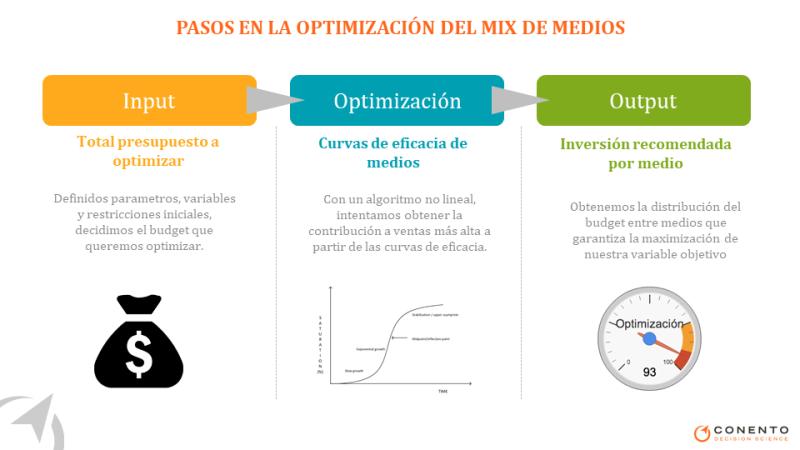 PASOS EN LA OPTIMIZACIÓN DEL MIX DE MEDIOS
Input
Optimización
Output
Total presupuesto a
optimizar
Definidos parametros, variables
y restricciones iniciales,
decidimos el budget que
queremos optimizar.
$
Curvas de eficacia de
medios
Con un algoritmo no lineal,
intentamos obtener la
contribución a ventas más alta a
partir de las curvas de eficacia.
SATURATION
(N)
Stabilisation / upper asymptote
Midpoint/inflection point
Exponential growth
Slow growth
TIME
Inversión recomendada
por medio
Obtenemos la distribución del
budget entre medios que
garantiza la maximización de
nuestra variable objetivo
Optimización
0
100
93
CONENTO
DECISION SCIENCE